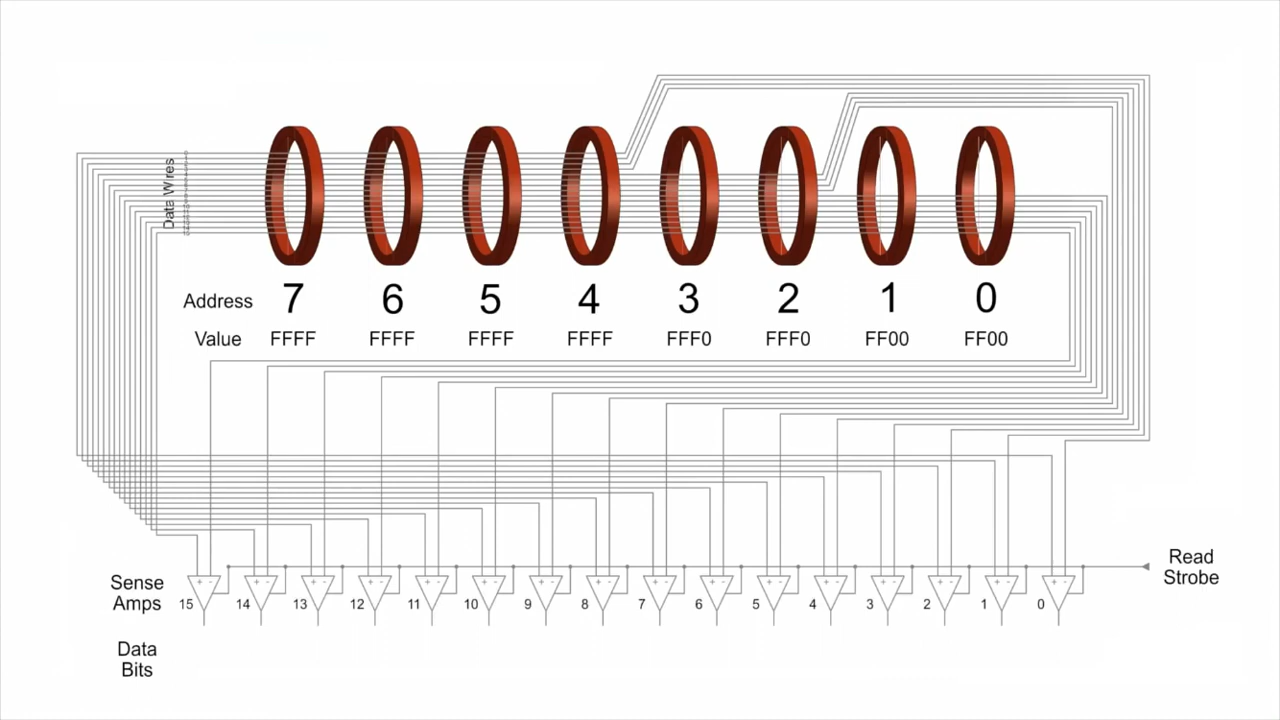 Data Wires
Address 7 6 5 4 3 2 1 0
Value FFFF FFFF FFFF FFFF FFF0 FFF0 FF00 FF00
Read
Strobe
Sense
Amps
+ - + - + - + - + - + - + - + - + - + - + - + - + - + - + - + -
15 14 13 12 11 10 9 8 7 6 5 4 3 2 1 0
Data
Bits